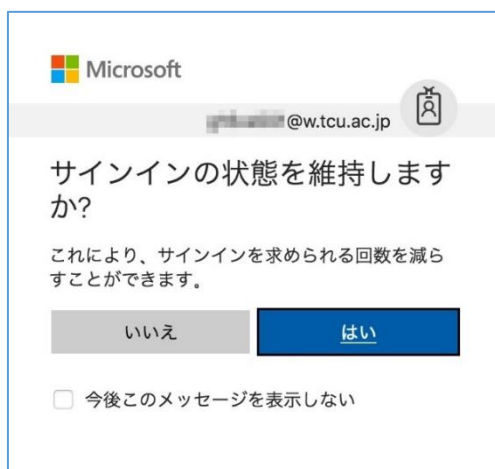 Microsoft
@w.tcu.ac.jp
サインインの状態を維持します
か?
これにより、サインインを求められる回数を減ら
すことができます。
いいえ
はい
今後このメッセージを表示しない